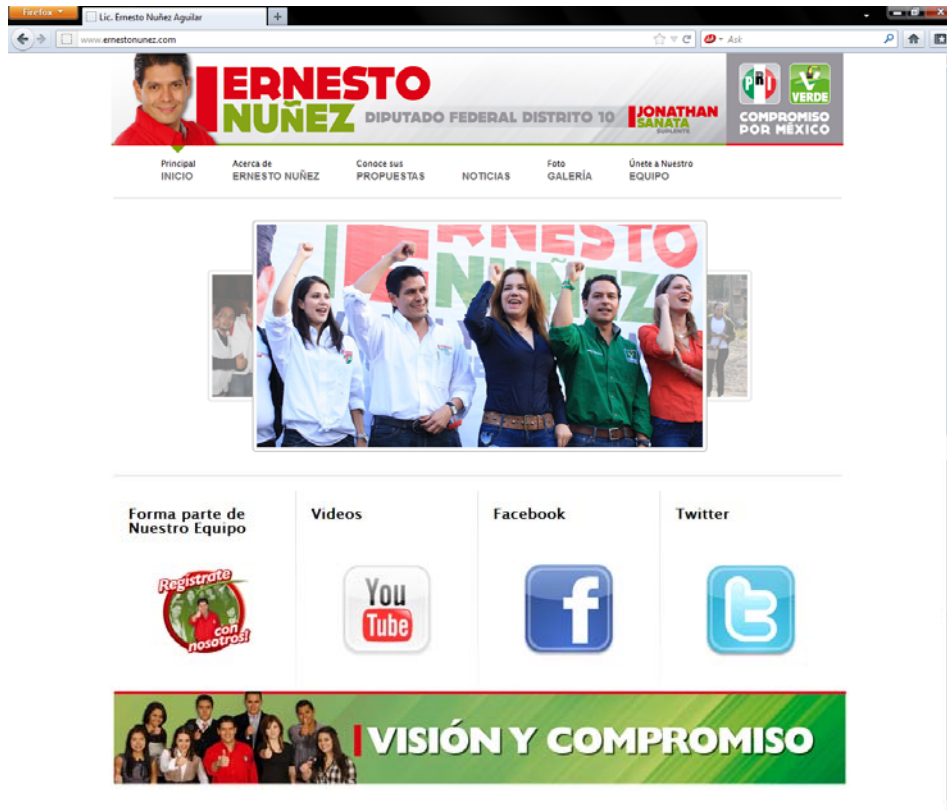 Firefox
Lic. Ernesto Nuñez Aguilar
www.ernestonunez.com
Ask
ERNESTO
NUÑEZ
DIPUTADO FEDERAL DISTRITO 10
JONATHAN
SANATA
SUPLENTE
PRI
VERDE
COMPROMISO
POR MÉXICO
Principal
INICIO
Acerca de
ERNESTO NUÑEZ
Conoce sus
PROPUESTAS
NOTICIAS
Foto
GALERÍA
Únete a Nuestro
EQUIPO
ERNESTO
NUÑEZ
Forma parte de
Nuestro Equipo
Registrate
con
nosotros!
Videos
You
Tube
Facebook
f
Twitter
t
VISIÓN Y COMPROMISO